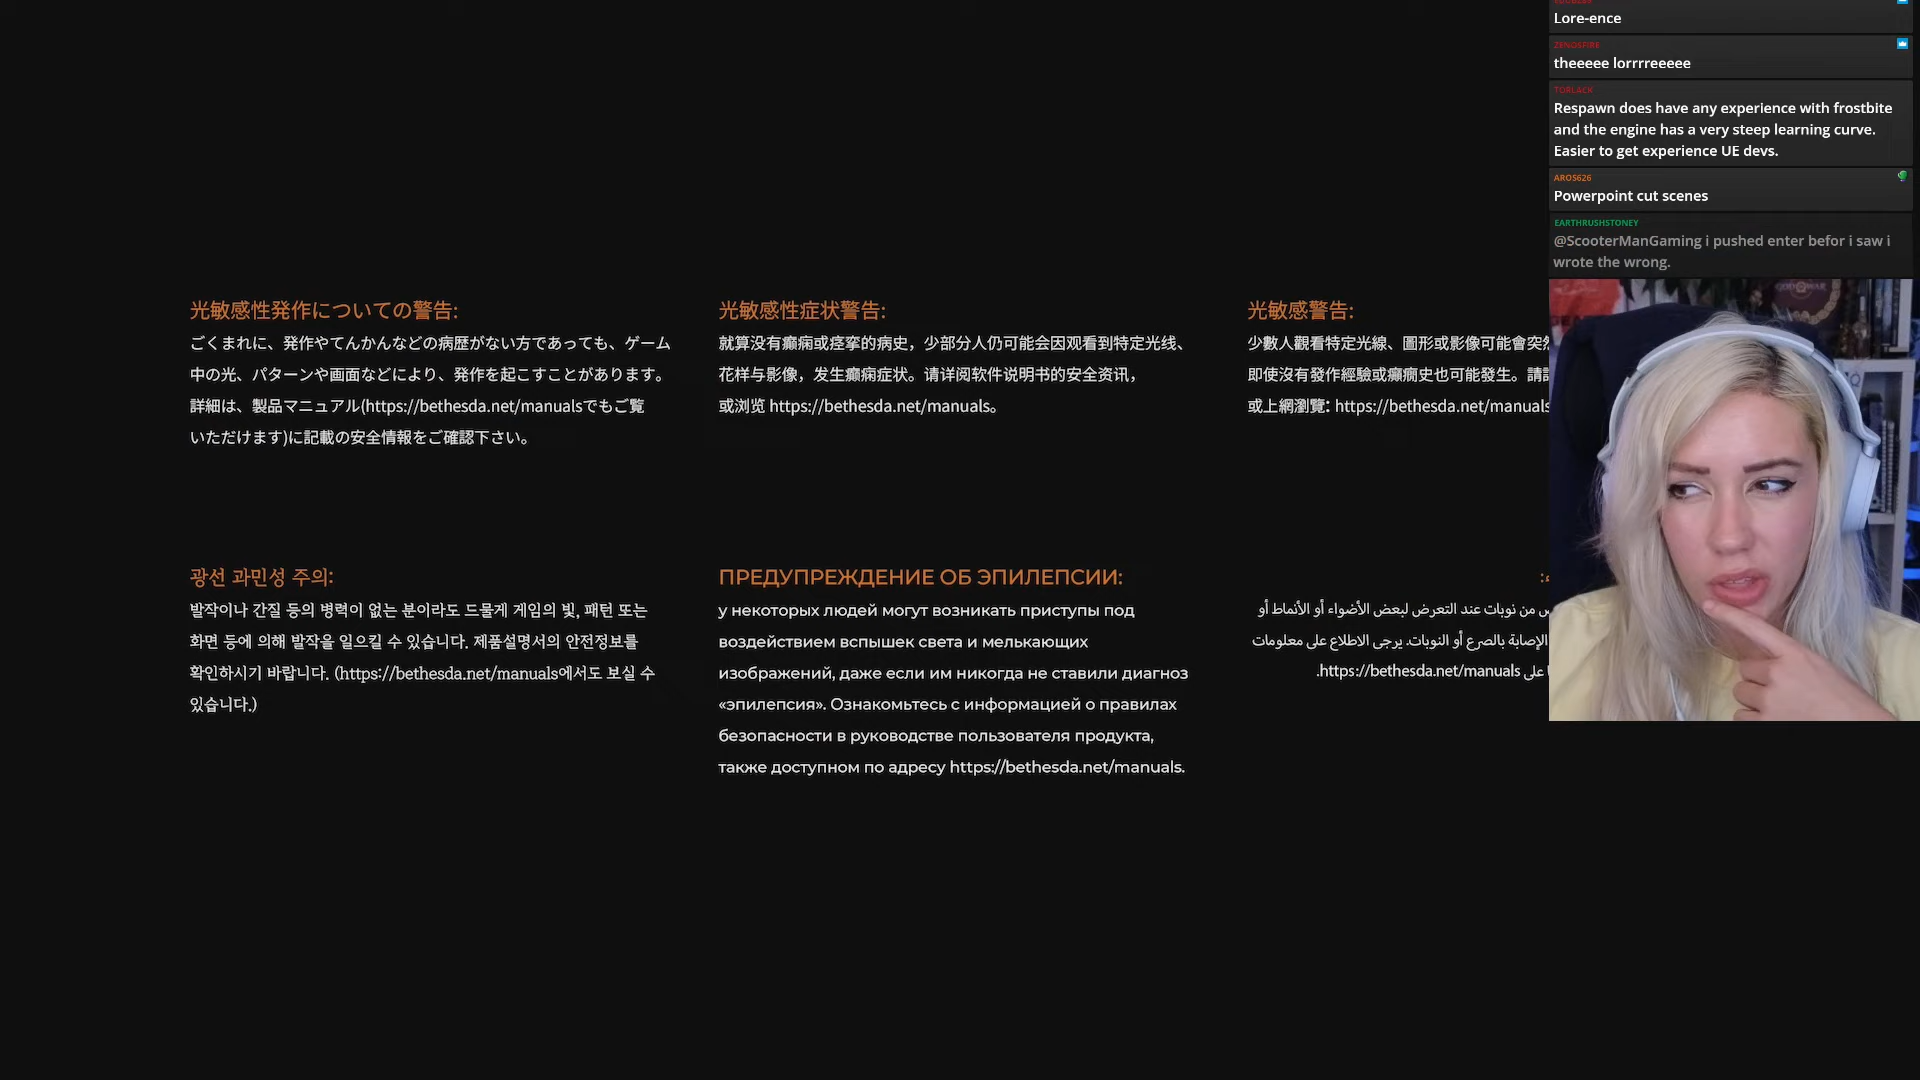 Lore-ence
ZENOSFIRE
theeeee lorrrreeeee
TORLACK
Respawn does have any experience with frostbite
and the engine has a very steep learning curve.
Easier to get experience UE devs.
AROS626
Powerpoint cut scenes
EARTHRUSHSTONEY
@ScooterManGaming i pushed enter befor i saw i
wrote the wrong.
光敏感性発作についての警告:
ごくまれに、発作やてんかんなどの病歴がない方であっても、ゲーム
中の光、パターンや画面などにより、発作を起こすことがあります。
詳細は、製品マニュアル(https://bethesda.net/manualsでもご覧
いただけます)に記載の安全情報をご確認下さい。
光敏感性症状警告:
就算没有癫痫或痉挛的病史，少部分人仍可能会因观看到特定光线、
花样与影像，发生癫痫症状。请详阅软件说明书的安全资讯，
或浏览 https://bethesda.net/manuals。
光敏感警告:
少數人觀看特定光線、圖形或影像可能會突
即使沒有發作經驗或癲癇史也可能發生。請
或上網瀏覽: https://bethesda.net/manuals
광선 과민성 주의:
발작이나 간질 등의 병력이 없는 분이라도 드물게 게임의 빛, 패턴 또는
화면 등에 의해 발작을 일으킬 수 있습니다. 제품설명서의 안전정보를
확인하시기 바랍니다. (https://bethesda.net/manuals에서도 보실 수
있습니다.)
ПРЕДУПРЕЖДЕНИЕ ОБ ЭПИЛЕПСИИ:
у некоторых людей могут возникать приступы под
воздействием вспышек света и мелькающих
изображений, даже если им никогда не ставили диагноз
«эпилепсия». Ознакомьтесь с информацией о правилах
безопасности в руководстве пользователя продукта,
также доступном по адресу https://bethesda.net/manuals.
من نوبات عند التعرض لبعض الأضواء أو الأنماط أو
الإصابة بالصرع أو النوبات. يرجى الاطلاع على معلومات
على https://bethesda.net/manuals.